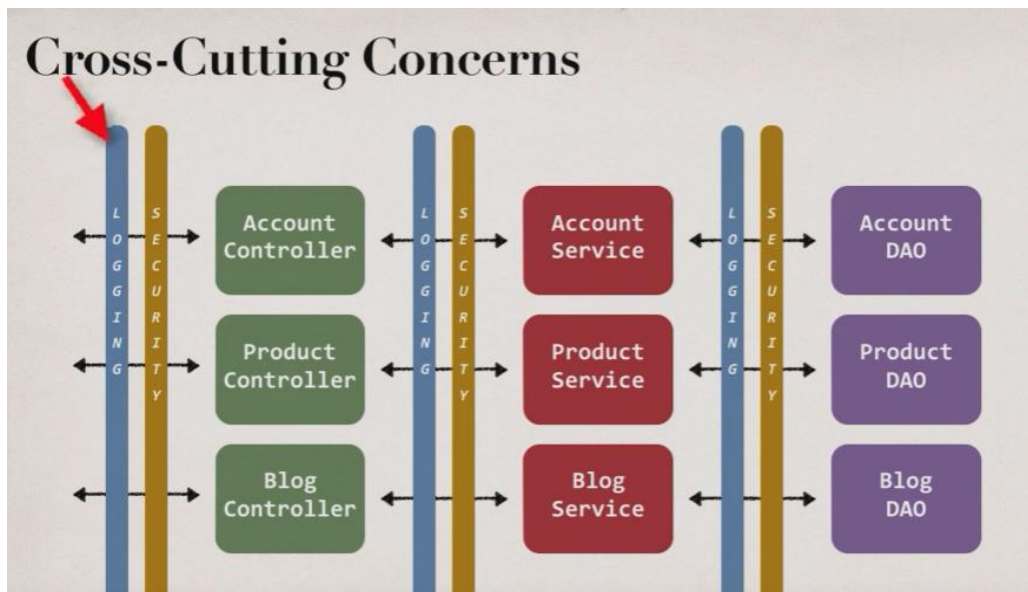 Cross-Cutting Concerns
LOGGING
SECURITY
Account
Controller
LOGGING
SECURITY
Account
Service
LOGGING
SECURITY
Account
DAO
Product
Controller
Product
Service
Product
DAO
Blog
Controller
Blog
Service
Blog
DAO